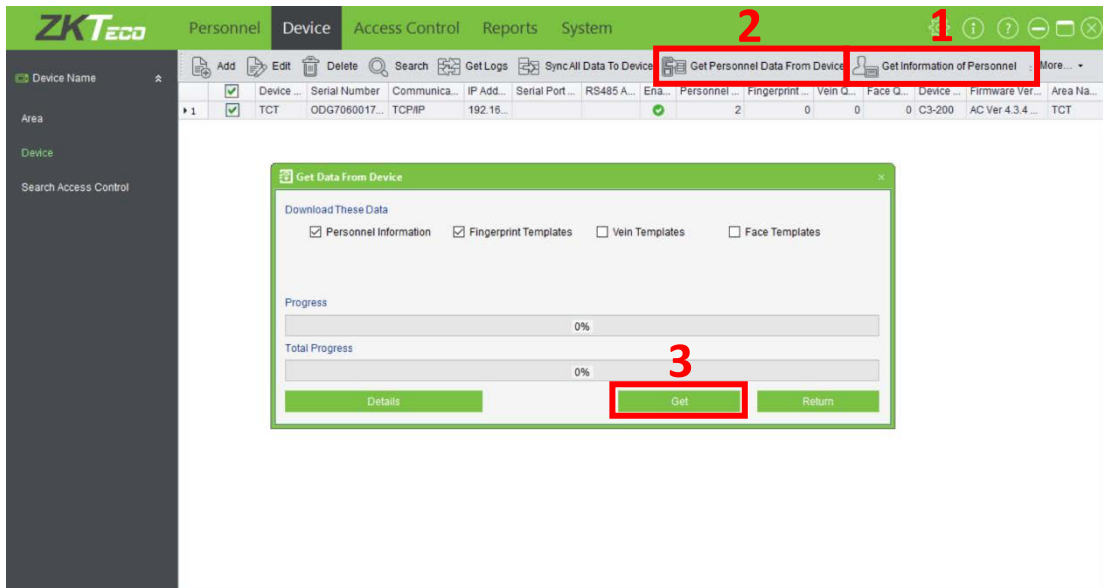 ZKTECO Personnel Device Access Control Reports System 2 1
Add Edit Delete Search Get Logs Sync All Data To Device Get Personnel Data From Device Get Information of Personnel More...
Device Name
Device ... Serial Number Communica... IP Add... Serial Port ... RS485 A... Ena... Personnel ... Fingerprint ... Vein Q... Face Q... Device ... Firmware Ver... Area Na...
1 TCT ODG7060017... TCP/IP 192.16... 2 0 0 0 C3-200 AC Ver 4.3.4 ... TCT
Area
Device
Search Access Control
Get Data From Device
Download These Data
Personnel Information Fingerprint Templates Vein Templates Face Templates
Progress
0%
Total Progress
0%
3
Details Get Return